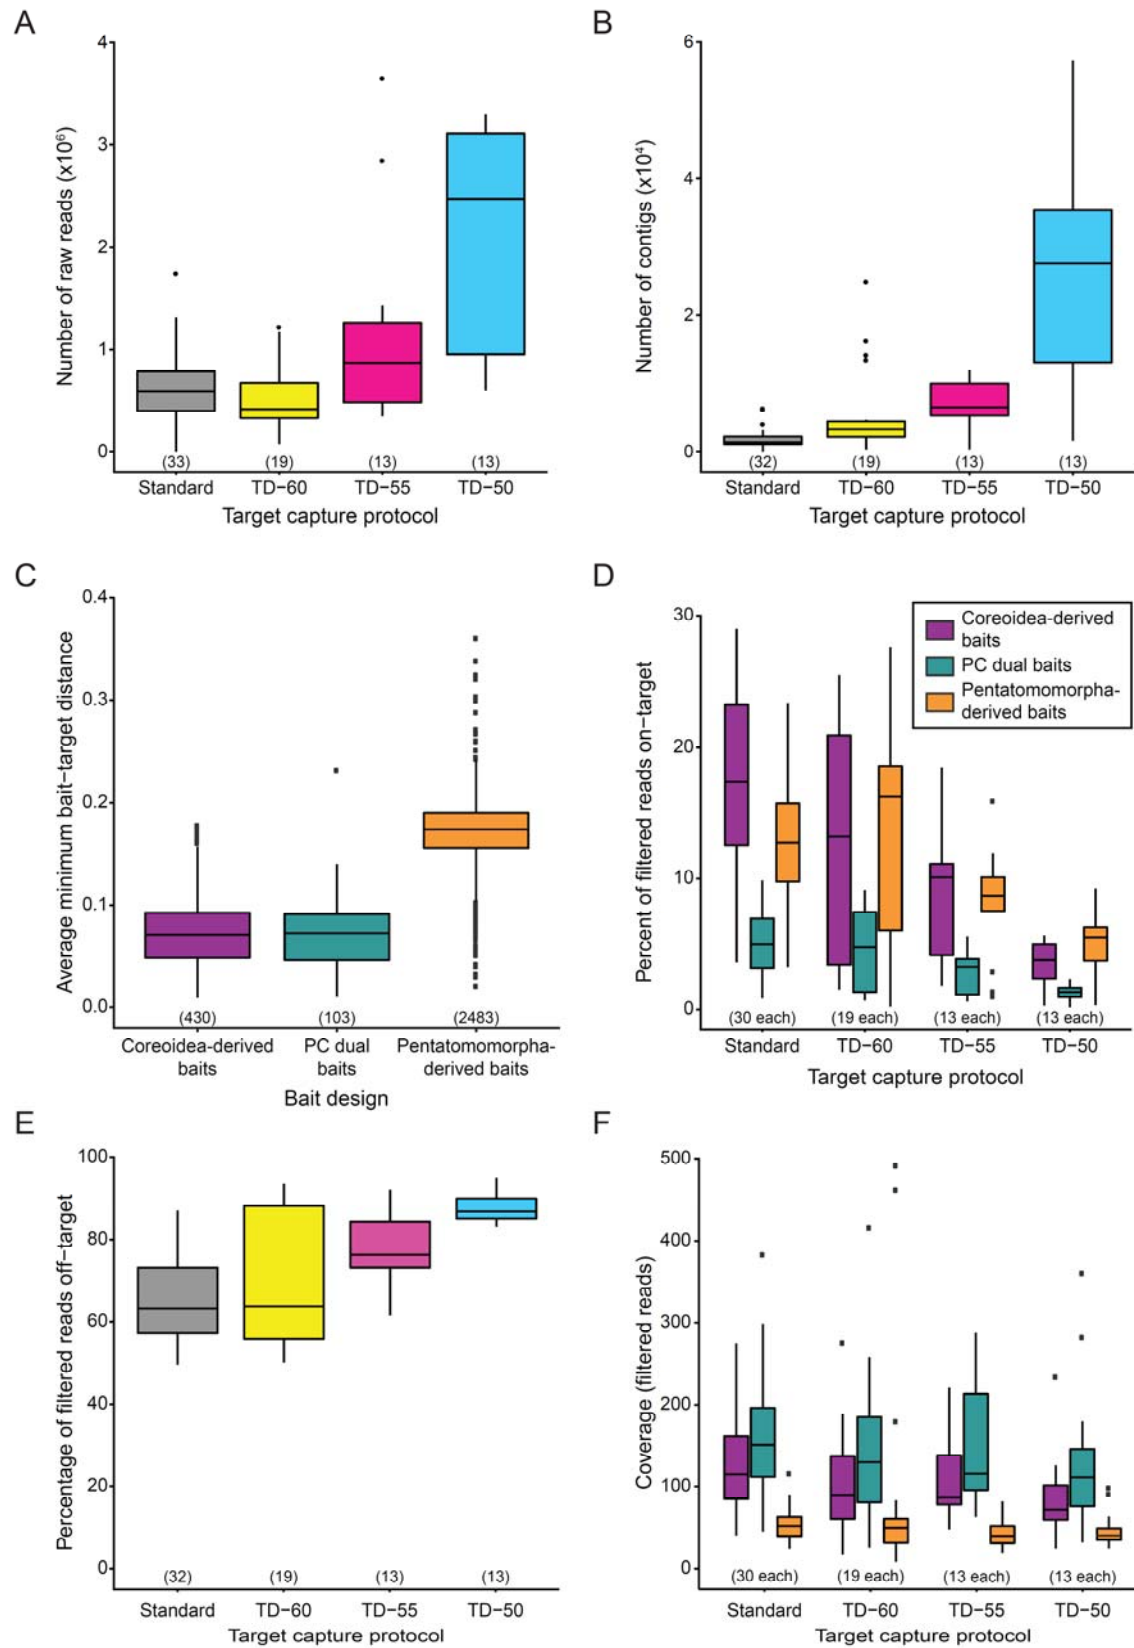 A
Number of raw reads (x10⁶)
4
3
2
1
0
(33) (19) (13) (13)
Standard TD−60 TD−55 TD−50
Target capture protocol
B
Number of contigs (x10⁴)
6
4
2
0
(32) (19) (13) (13)
Standard TD−60 TD−55 TD−50
Target capture protocol
C
Average minimum bait−target distance
0.4
0.3
0.2
0.1
0.0
(430) (103) (2483)
Coreoidea-derived baits
PC dual baits
Pentatomomorpha-derived baits
Bait design
D
Percent of filtered reads on−target
30
20
10
0
Coreoidea-derived
baits
PC dual baits
Pentatomomorpha-
derived baits
(30 each) (19 each) (13 each) (13 each)
Standard TD−60 TD−55 TD−50
Target capture protocol
E
Percentage of filtered reads off−target
100
80
60
40
20
0
(32) (19) (13) (13)
Standard TD−60 TD−55 TD−50
Target capture protocol
F
Coverage (filtered reads)
500
400
300
200
100
0
(30 each) (19 each) (13 each) (13 each)
Standard TD−60 TD−55 TD−50
Target capture protocol